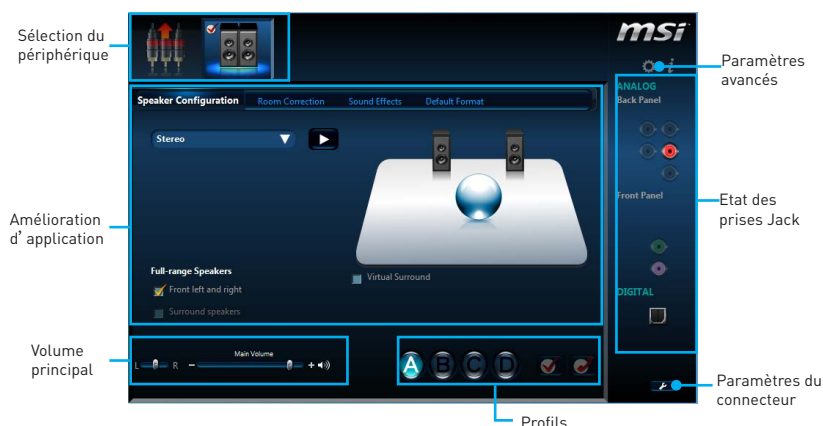 Sélection du
périphérique
msi
i
Paramètres
avancés
ANALOG
Back Panel
Speaker Configuration
Room Correction
Sound Effects
Default Format
Stereo
Front Panel
Etat des
prises Jack
Amélioration
d’application
Full-range Speakers
Front left and right
Surround speakers
Virtual Surround
DIGITAL
Volume
principal
Main Volume
L
R
-
+
A
B
C
D
Paramètres du
connecteur
Profils